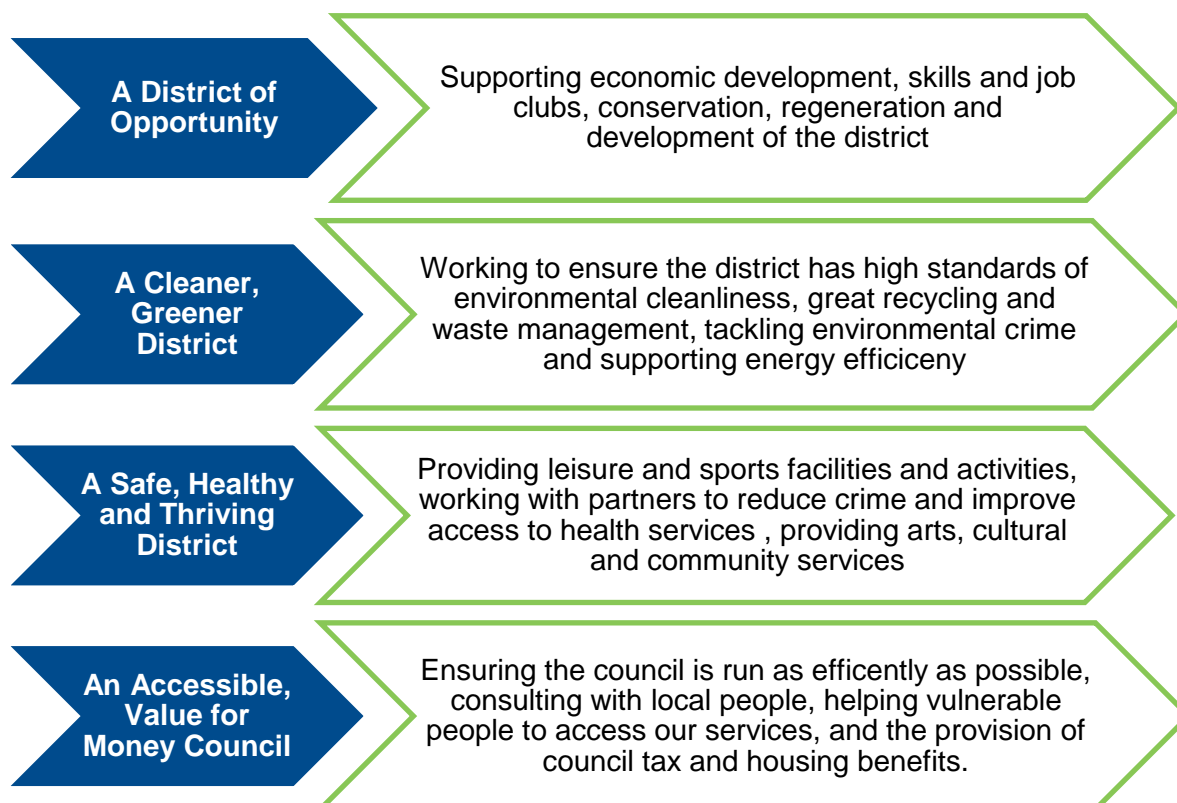 A District of
Opportunity
Supporting economic development, skills and job
clubs, conservation, regeneration and
development of the district
A Cleaner,
Greener
District
Working to ensure the district has high standards of
environmental cleanliness, great recycling and
waste management, tackling environmental crime
and supporting energy efficiceny
A Safe, Healthy
and Thriving
District
Providing leisure and sports facilities and activities,
working with partners to reduce crime and improve
access to health services , providing arts, cultural
and community services
An Accessible,
Value for
Money Council
Ensuring the council is run as efficently as possible,
consulting with local people, helping vulnerable
people to access our services, and the provision of
council tax and housing benefits.